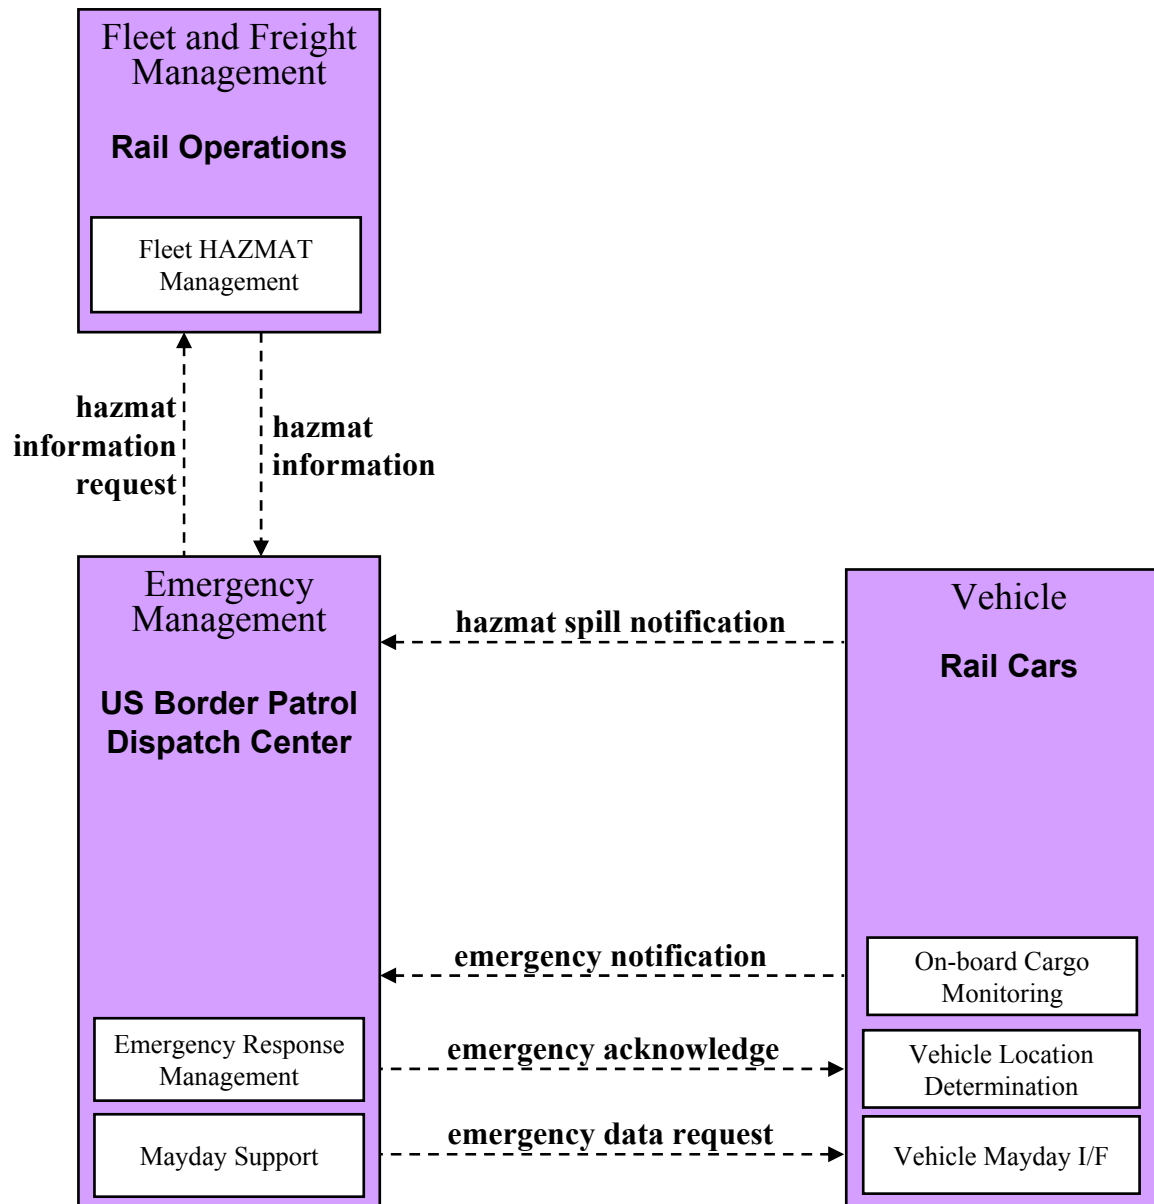 Fleet and Freight
Management
Rail Operations
Fleet HAZMAT
Management
hazmat
information
request
hazmat
information
Emergency
Management
US Border Patrol
Dispatch Center
hazmat spill notification
Vehicle
Rail Cars
emergency notification
On-board Cargo
Monitoring
Emergency Response
Management
emergency acknowledge
Vehicle Location
Determination
Mayday Support
emergency data request
Vehicle Mayday I/F